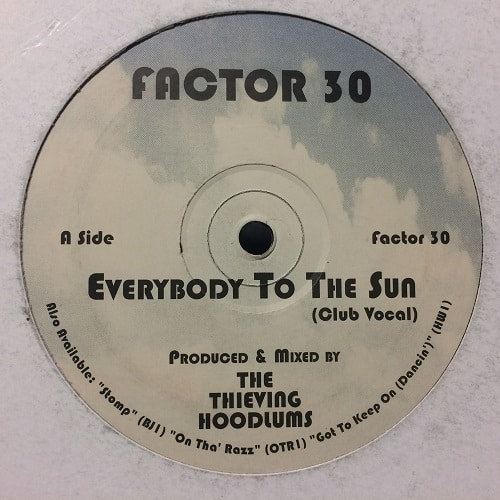 FACTOR 30
A Side
Factor 30
EVERYBODY TO THE SUN
(Club Vocal)
PRODUCED & MIXED BY
THE
THIEVING
HOODLUMS
Also Available: "Stomp" (BJ1) "On Tha' Razz" (OTR1) "Got To Keep On (Dancin')" (HW1)